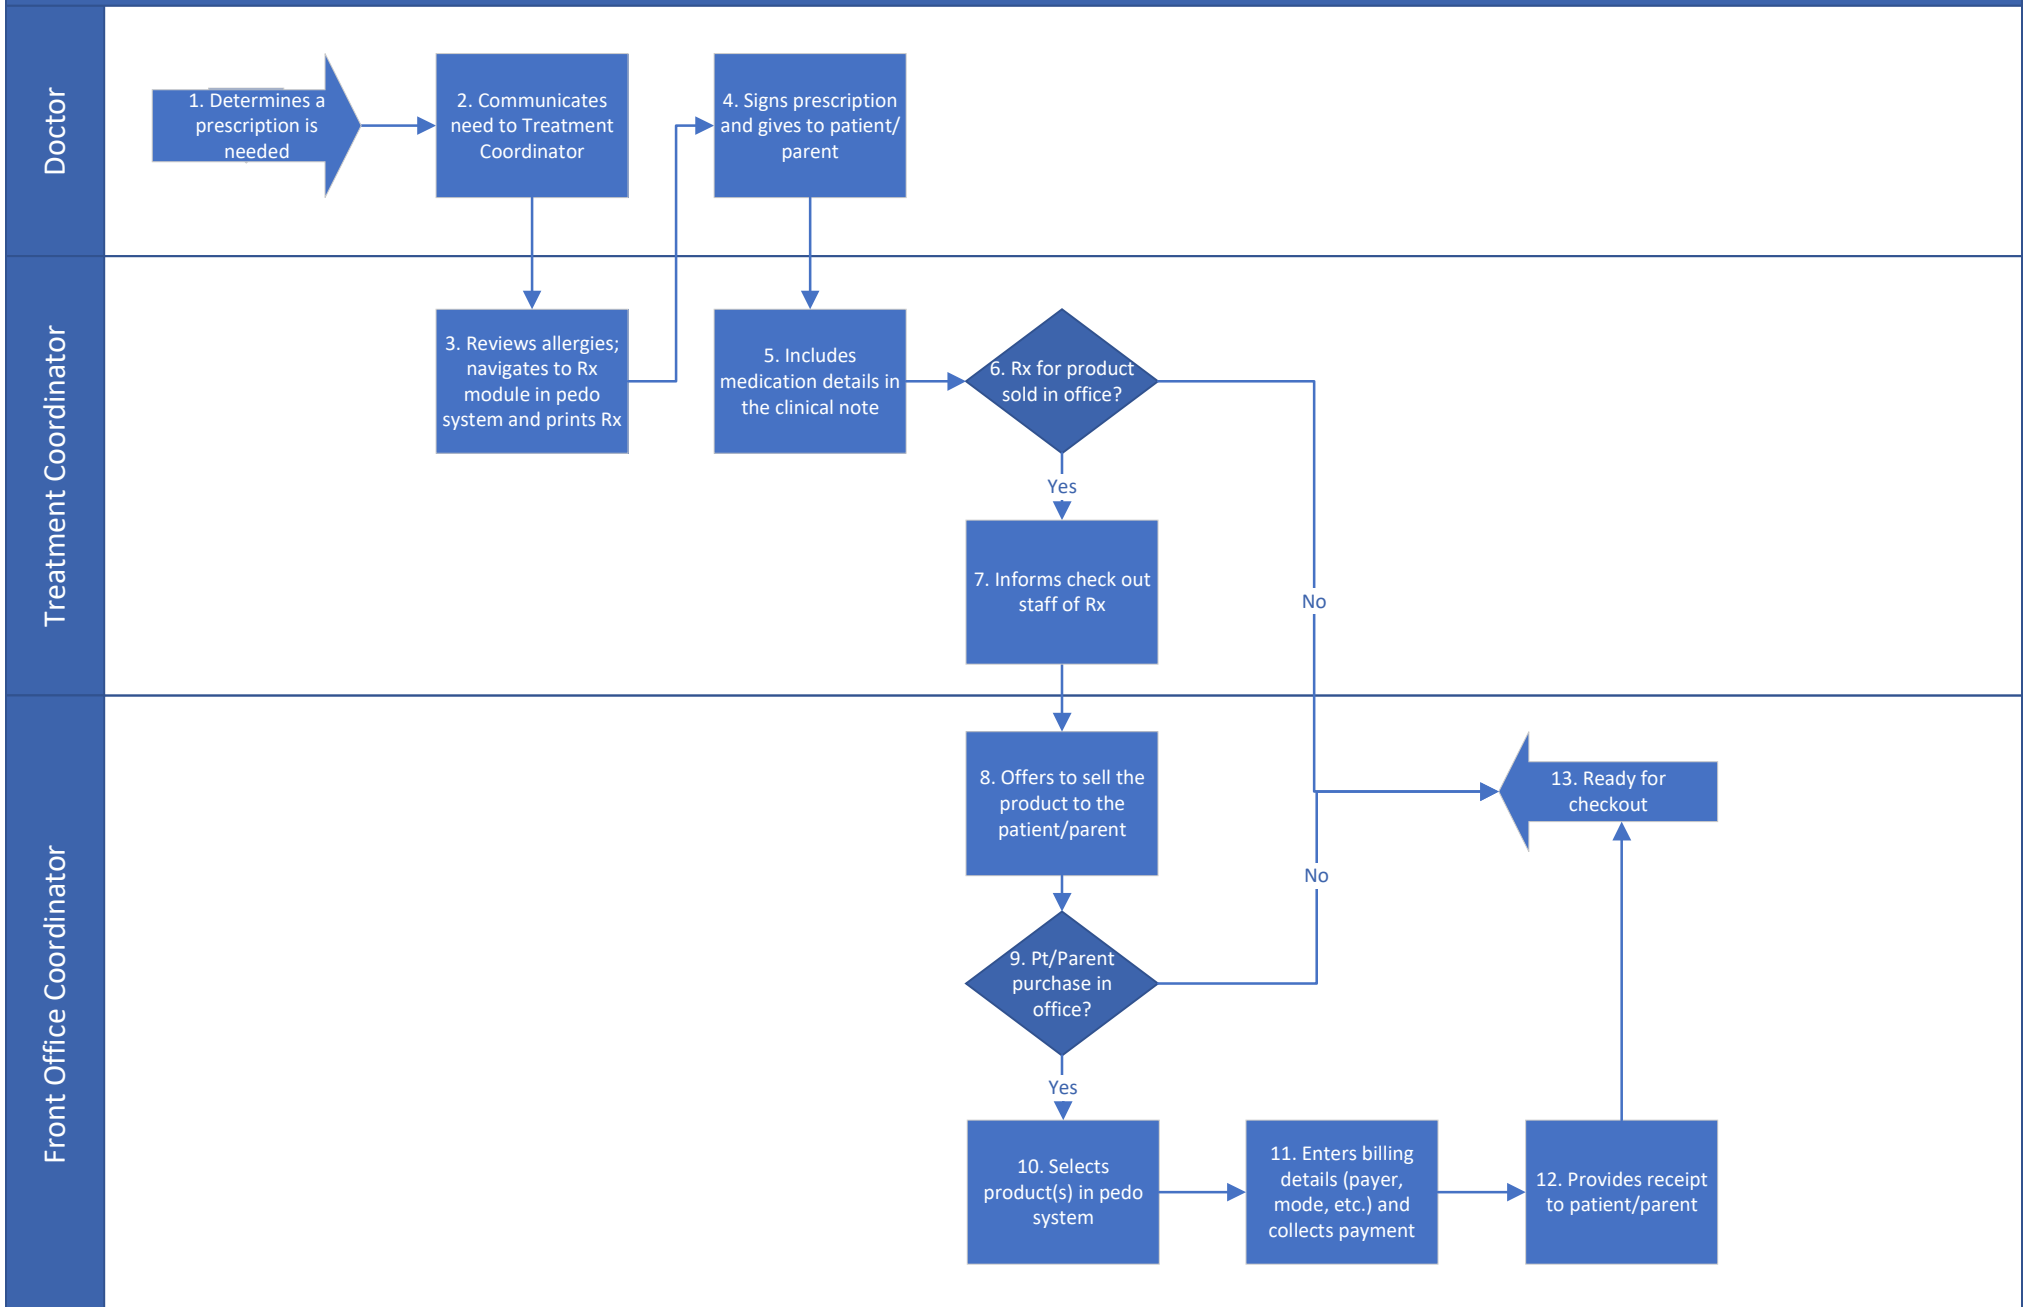 Doctor
1. Determines a
prescription is
needed
2. Communicates
need to Treatment
Coordinator
4. Signs prescription
and gives to patient/
parent
Treatment Coordinator
3. Reviews allergies;
navigates to Rx
module in pedo
system and prints Rx
5. Includes
medication details in
the clinical note
6. Rx for product
sold in office?
Yes
7. Informs check out
staff of Rx
No
Front Office Coordinator
8. Offers to sell the
product to the
patient/parent
13. Ready for
checkout
No
9. Pt/Parent
purchase in
office?
Yes
10. Selects
product(s) in pedo
system
11. Enters billing
details (payer,
mode, etc.) and
collects payment
12. Provides receipt
to patient/parent